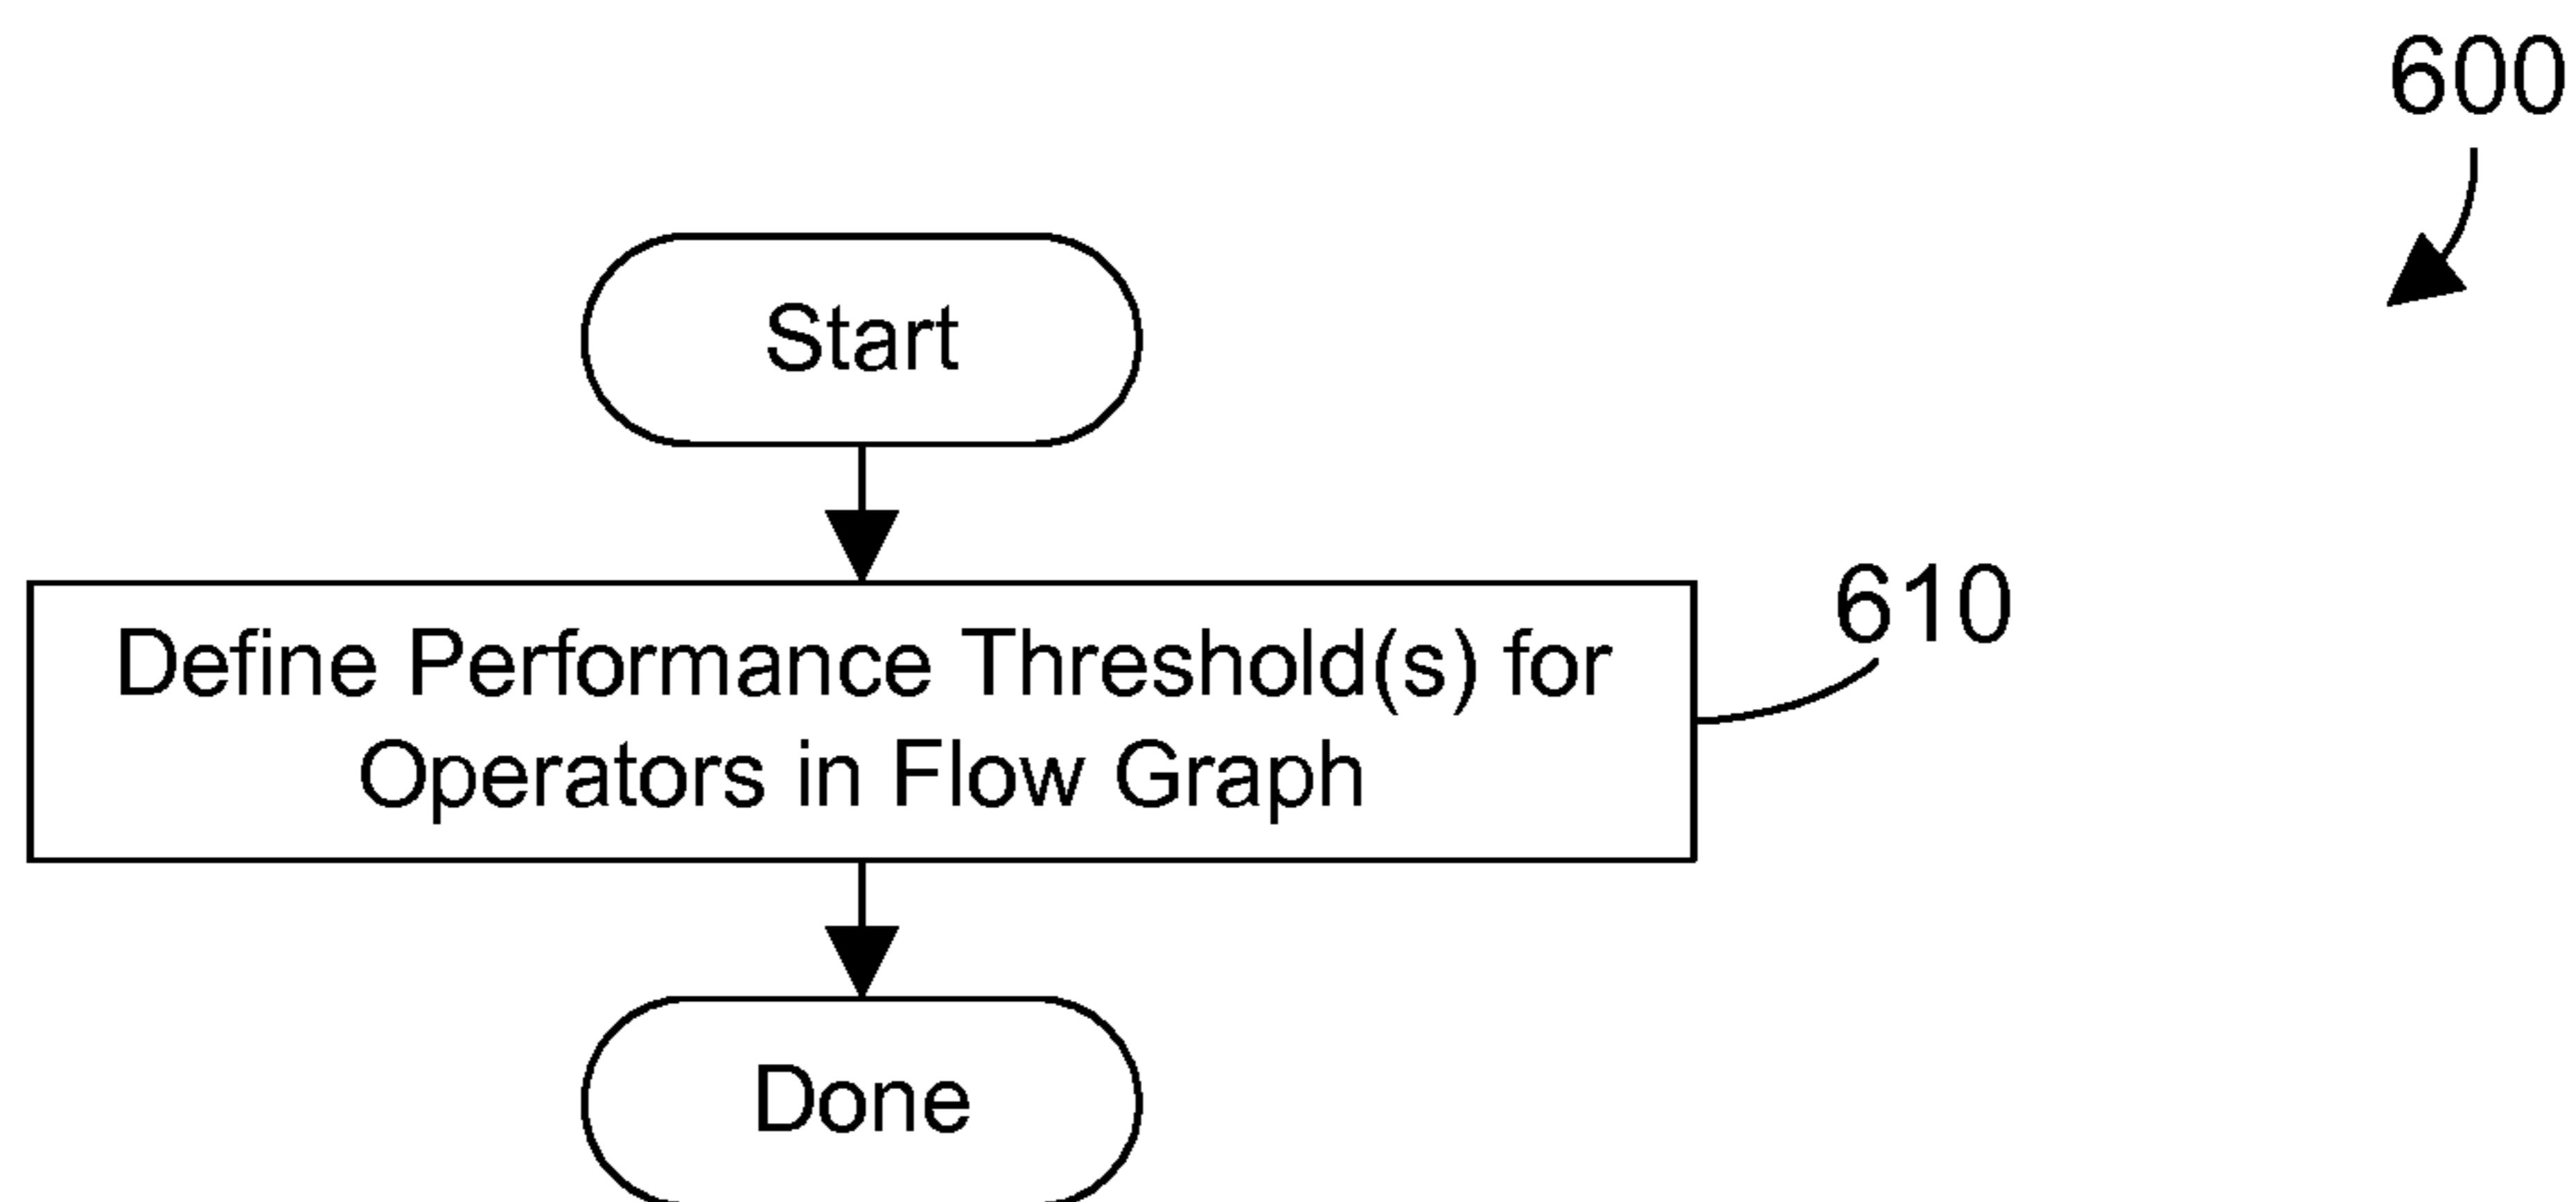 600
Start
Define Performance Threshold(s) for
Operators in Flow Graph
610
Done